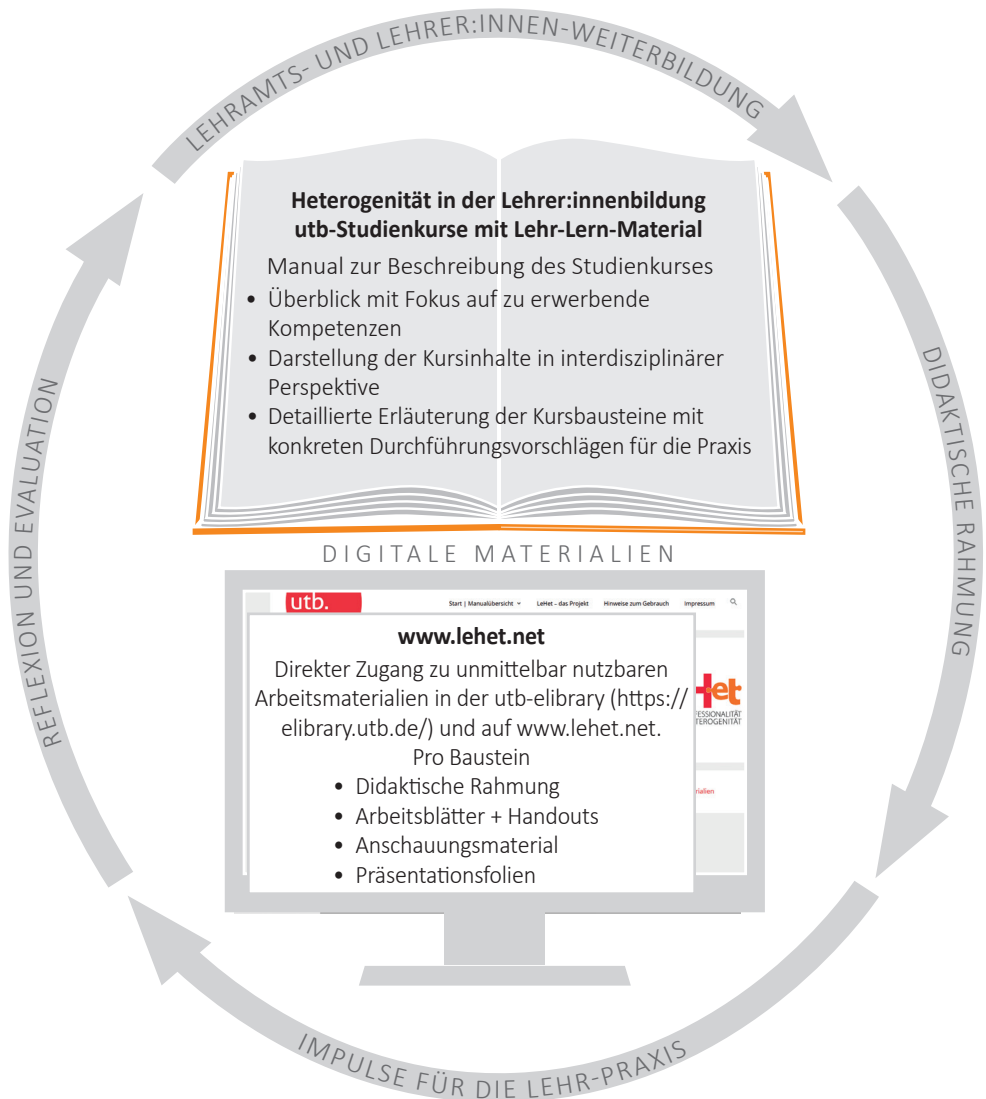 LEHRAMTS- UND LEHRER:INNEN-WEITERBILDUNG
Heterogenität in der Lehrer:innenbildung
utb-Studienkurse mit Lehr-Lern-Material
Manual zur Beschreibung des Studienkurses
• Überblick mit Fokus auf zu erwerbende
Kompetenzen
• Darstellung der Kursinhalte in interdisziplinärer
Perspektive
• Detaillierte Erläuterung der Kursbausteine mit
konkreten Durchführungsvorschlägen für die Praxis
DIDAKTISCHE RAHMUNG
REFLEXION UND EVALUATION
DIGITALE MATERIALIEN
utb.
Start | Manualübersicht
LeHet – das Projekt
Hinweise zum Gebrauch
Impressum
www.lehet.net
Direkter Zugang zu unmittelbar nutzbaren
Arbeitsmaterialien in der utb-elibrary (https://
elibrary.utb.de/) und auf www.lehet.net.
Pro Baustein
• Didaktische Rahmung
• Arbeitsblätter + Handouts
• Anschauungsmaterial
• Präsentationsfolien
et
FESSIONALITÄT
TEROGENITÄT
rialien
IMPULSE FÜR DIE LEHR-PRAXIS